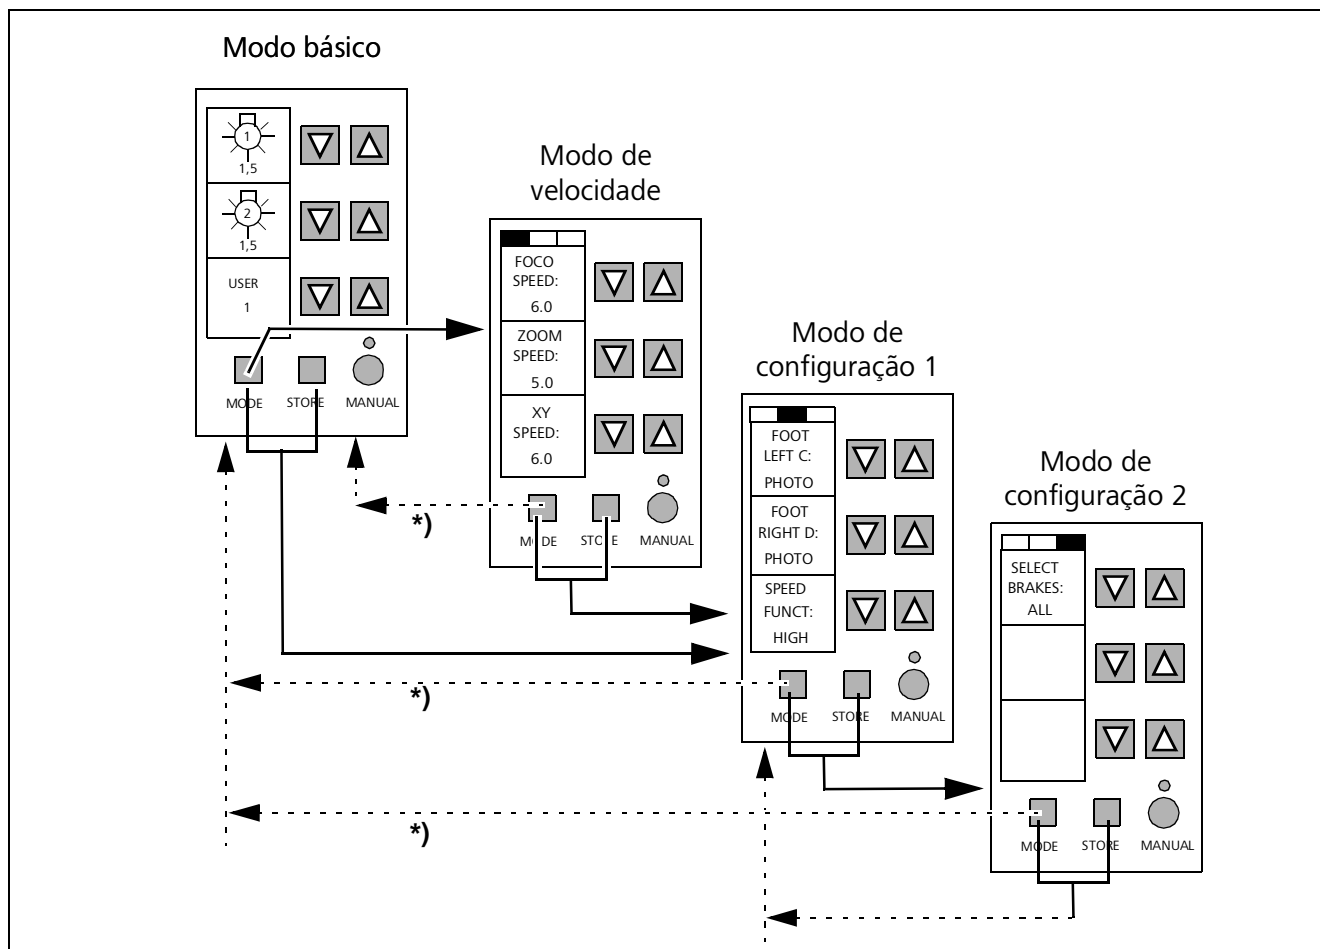 Modo básico
1
1,5
2
1,5
USER
1
MODE STORE MANUAL
Modo de
velocidade
FOCO
SPEED:
6.0
ZOOM
SPEED:
5.0
XY
SPEED:
6.0
MODE STORE MANUAL
*)
Modo de
configuração 1
FOOT
LEFT C:
PHOTO
FOOT
RIGHT D:
PHOTO
SPEED
FUNCT:
HIGH
MODE STORE MANUAL
*)
Modo de
configuração 2
SELECT
BRAKES:
ALL
MODE STORE MANUAL
*)